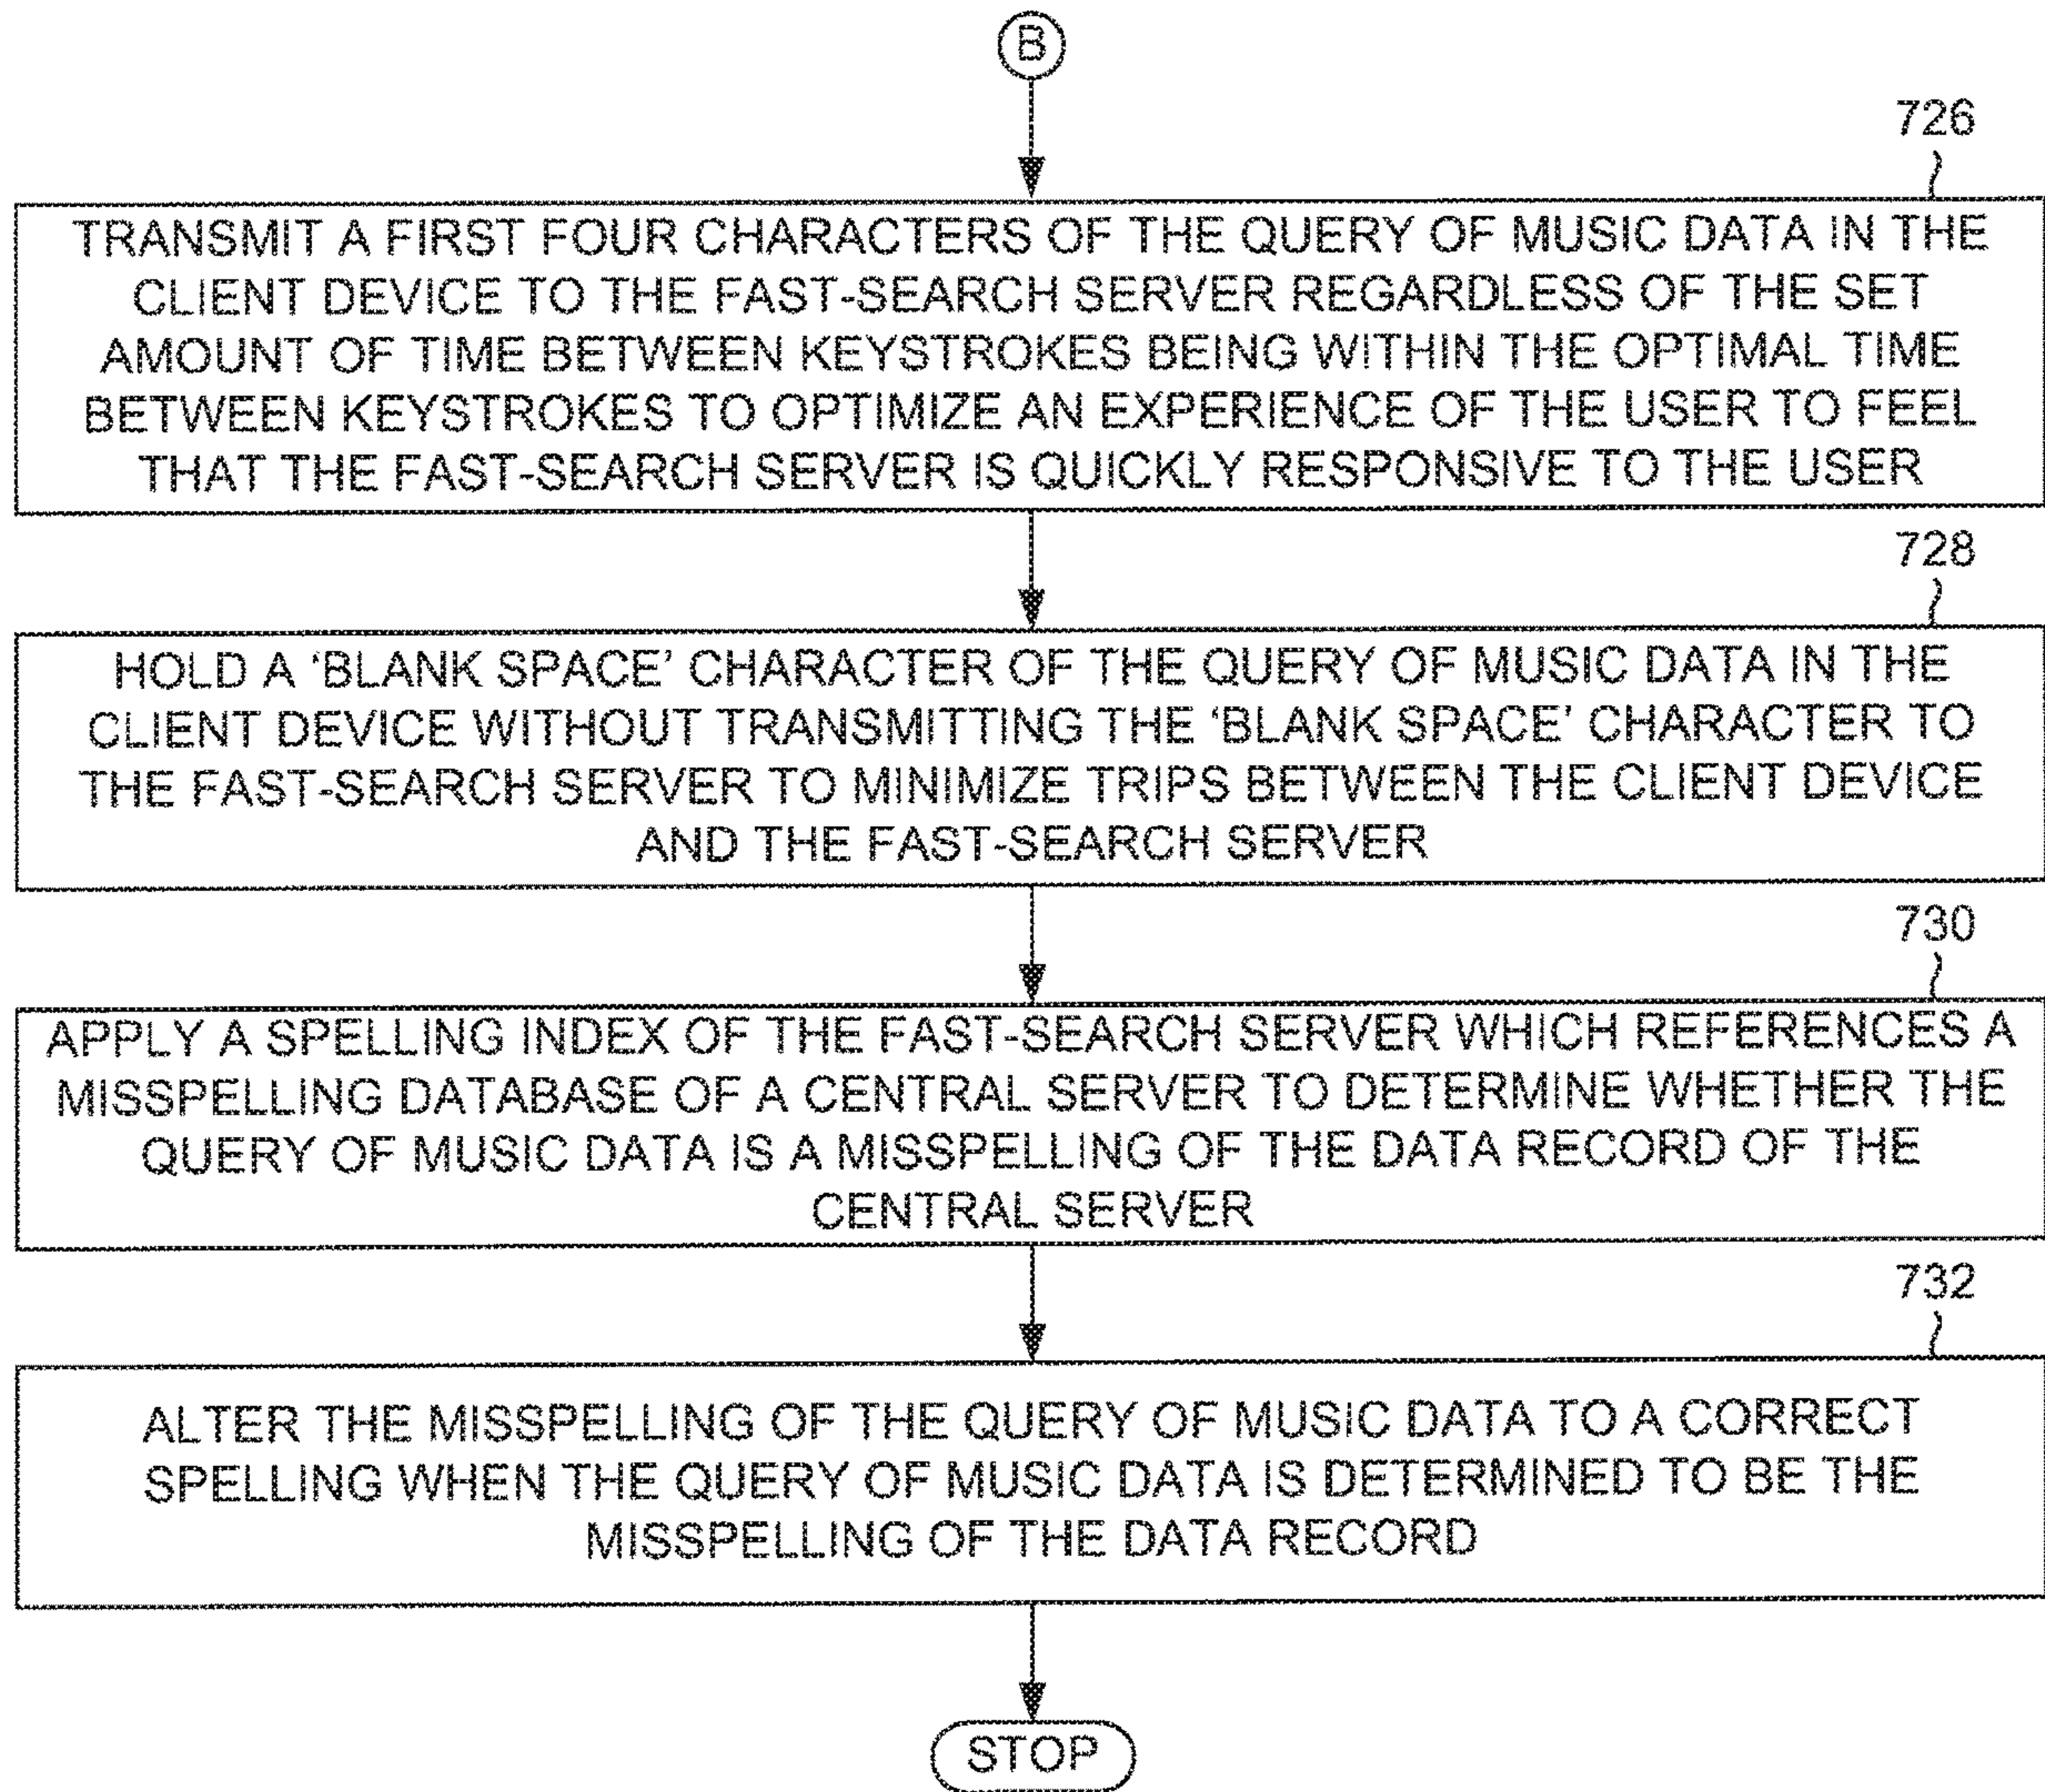 B
726
TRANSMIT A FIRST FOUR CHARACTERS OF THE QUERY OF MUSIC DATA IN THE
CLIENT DEVICE TO THE FAST-SEARCH SERVER REGARDLESS OF THE SET
AMOUNT OF TIME BETWEEN KEYSTROKES BEING WITHIN THE OPTIMAL TIME
BETWEEN KEYSTROKES TO OPTIMIZE AN EXPERIENCE OF THE USER TO FEEL
THAT THE FAST-SEARCH SERVER IS QUICKLY RESPONSIVE TO THE USER
728
HOLD A ‘BLANK SPACE’ CHARACTER OF THE QUERY OF MUSIC DATA IN THE
CLIENT DEVICE WITHOUT TRANSMITTING THE ‘BLANK SPACE’ CHARACTER TO
THE FAST-SEARCH SERVER TO MINIMIZE TRIPS BETWEEN THE CLIENT DEVICE
AND THE FAST-SEARCH SERVER
730
APPLY A SPELLING INDEX OF THE FAST-SEARCH SERVER WHICH REFERENCES A
MISSPELLING DATABASE OF A CENTRAL SERVER TO DETERMINE WHETHER THE
QUERY OF MUSIC DATA IS A MISSPELLING OF THE DATA RECORD OF THE
CENTRAL SERVER
732
ALTER THE MISSPELLING OF THE QUERY OF MUSIC DATA TO A CORRECT
SPELLING WHEN THE QUERY OF MUSIC DATA IS DETERMINED TO BE THE
MISSPELLING OF THE DATA RECORD
STOP